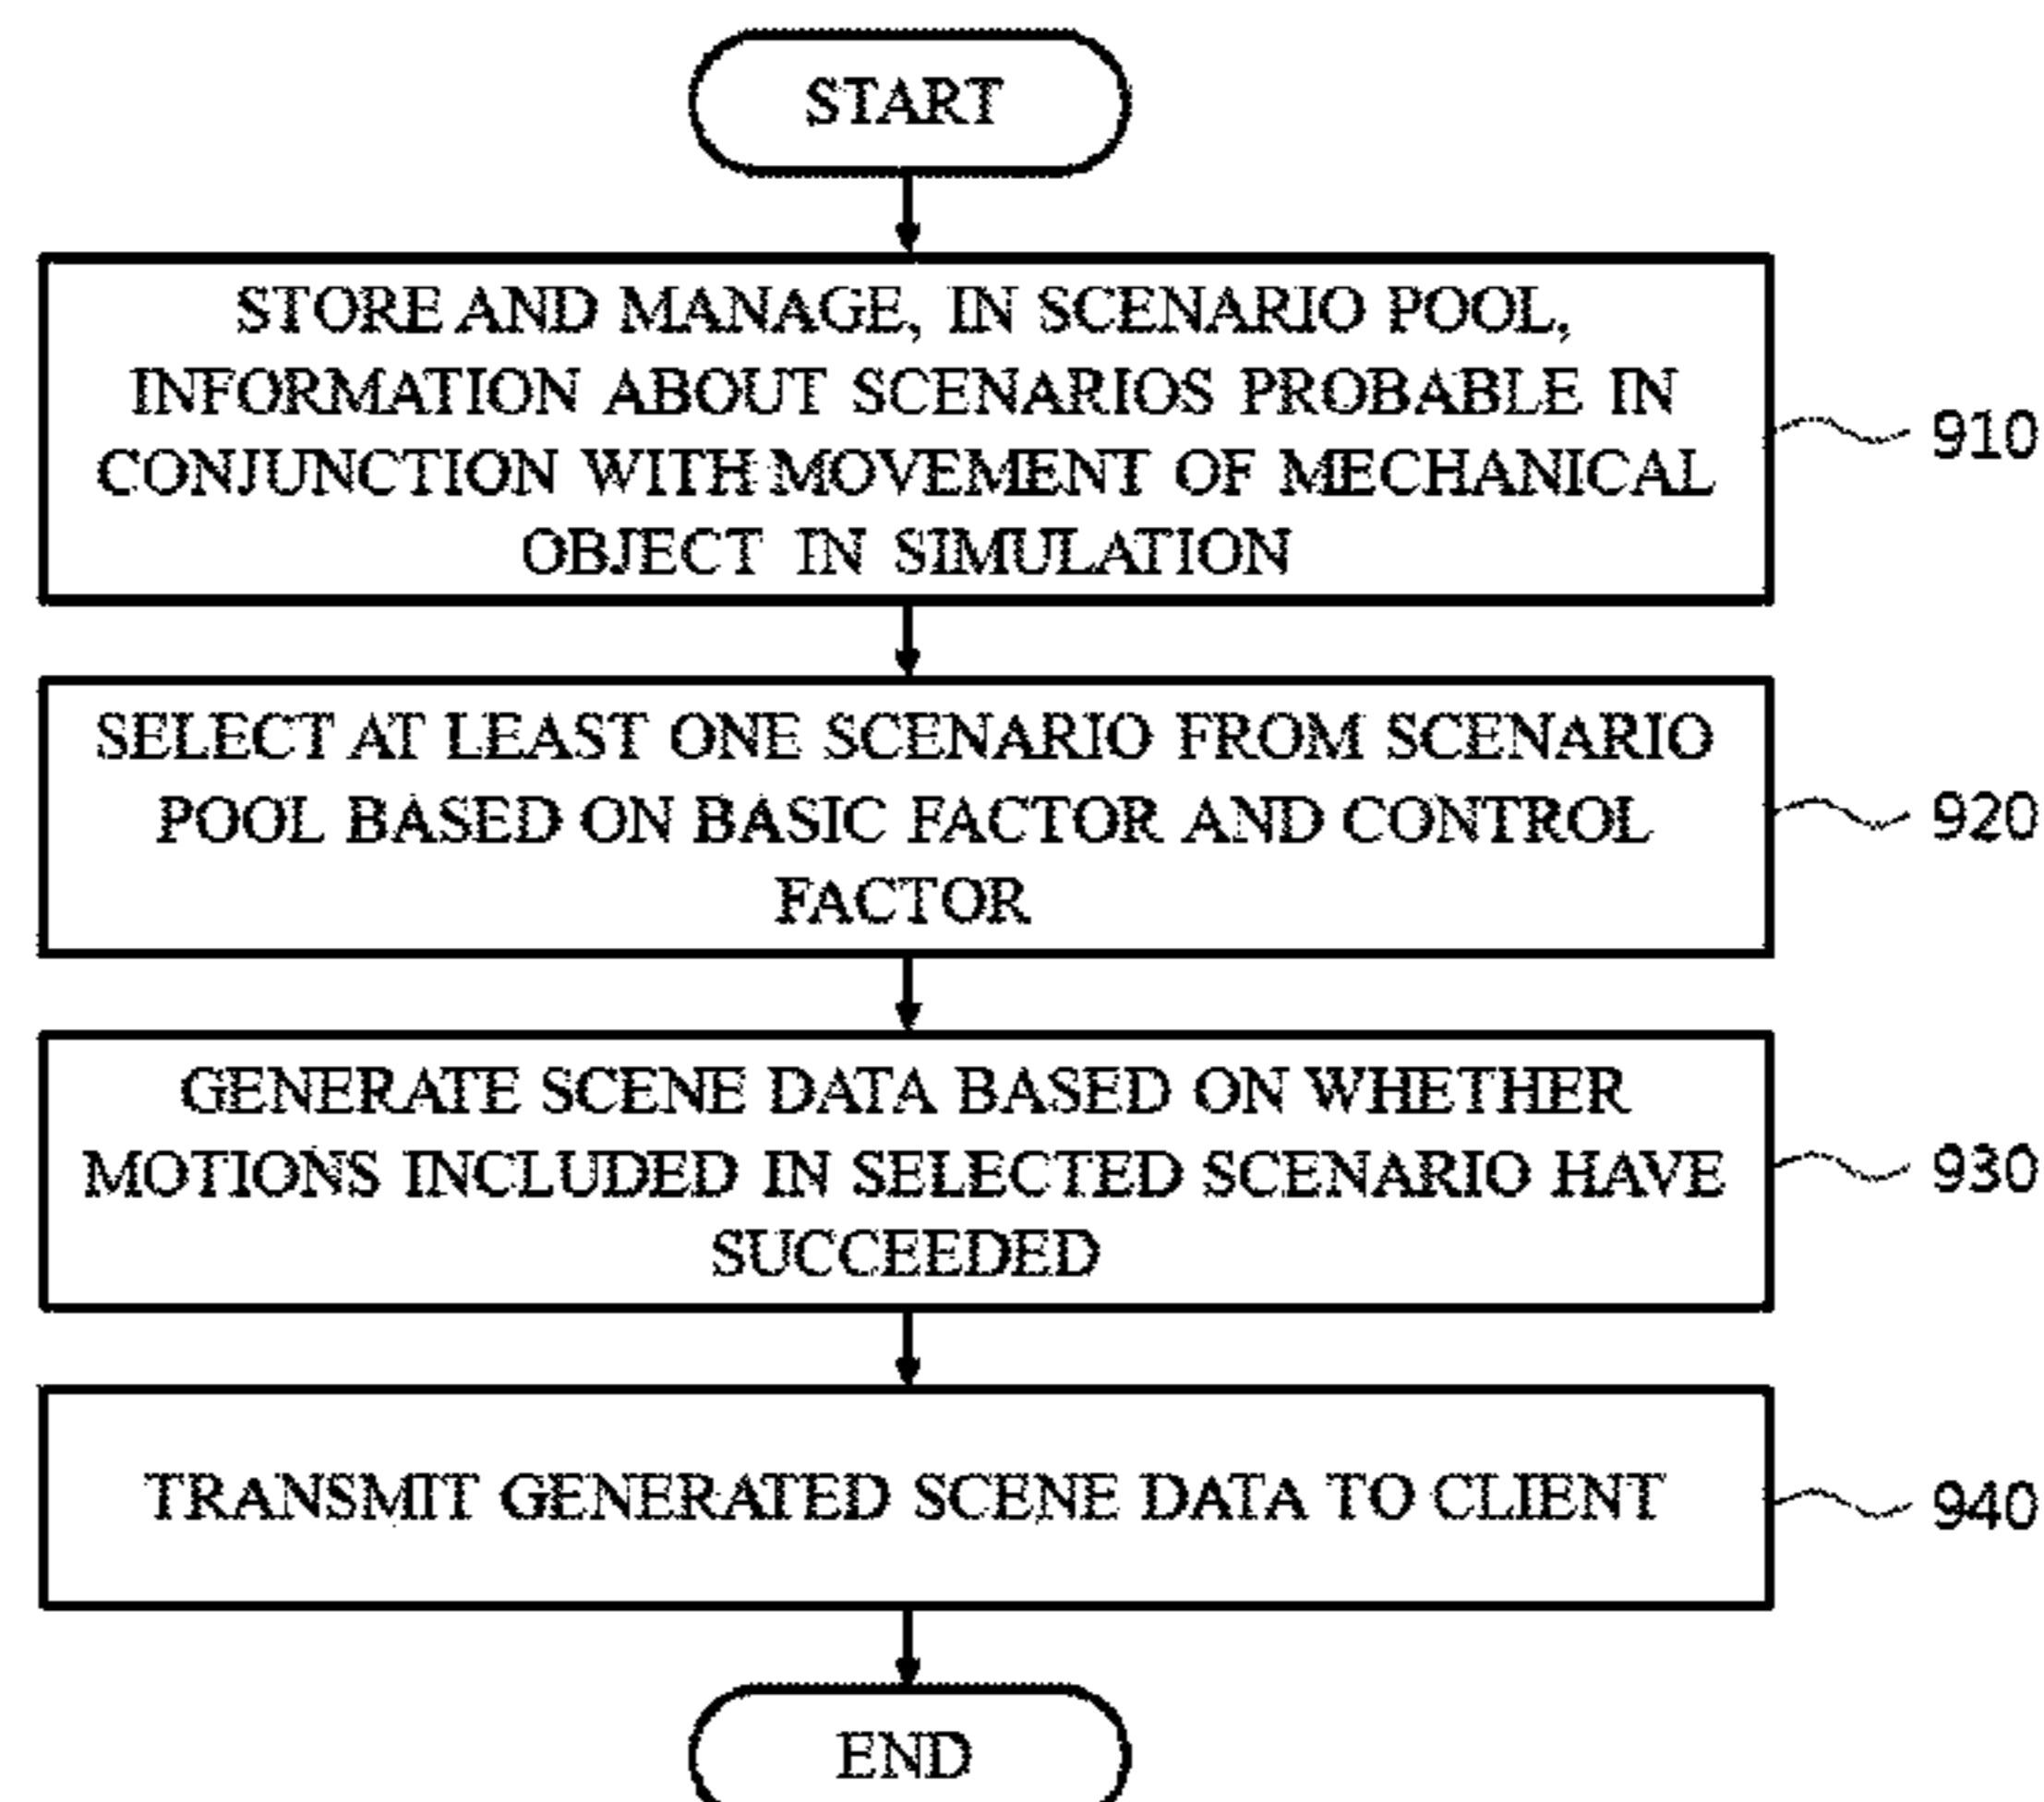 START
STORE AND MANAGE, IN SCENARIO POOL,
INFORMATION ABOUT SCENARIOS PROBABLE IN
CONJUNCTION WITH MOVEMENT OF MECHANICAL
OBJECT IN SIMULATION
910
SELECT AT LEAST ONE SCENARIO FROM SCENARIO
POOL BASED ON BASIC FACTOR AND CONTROL
FACTOR
920
GENERATE SCENE DATA BASED ON WHETHER
MOTIONS INCLUDED IN SELECTED SCENARIO HAVE
SUCCEEDED
930
TRANSMIT GENERATED SCENE DATA TO CLIENT
940
END